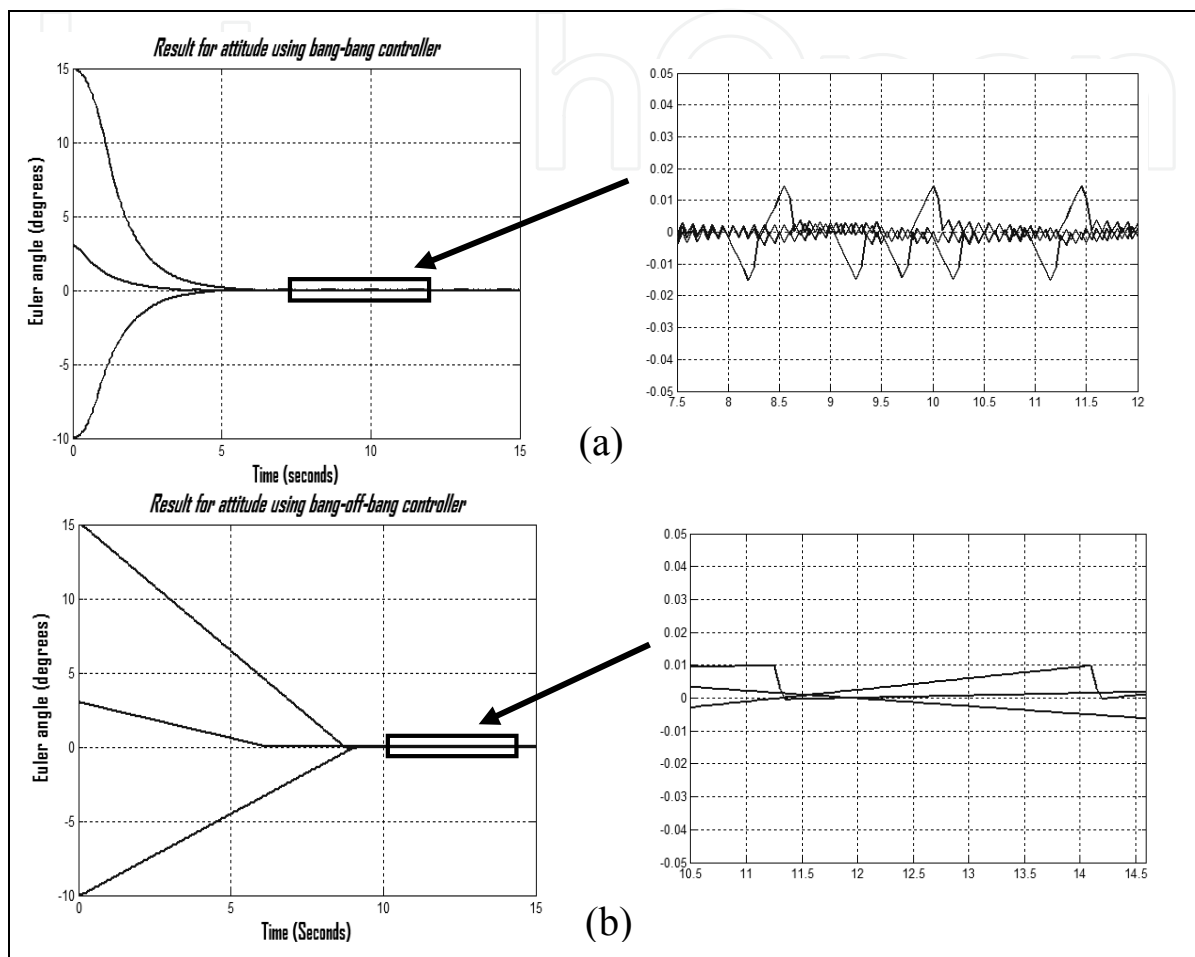 Result for attitude using bang-bang controller
15
10
5
0
-5
-10
Euler angle (degrees)
0 5 10 15
Time (seconds)
0.05
0.04
0.03
0.02
0.01
0
-0.01
-0.02
-0.03
-0.04
-0.05
7.5 8 8.5 9 9.5 10 10.5 11 11.5 12
(a)
Result for attitude using bang-off-bang controller
15
10
5
0
-5
-10
Euler angle (degrees)
0 5 10 15
Time (Seconds)
0.05
0.04
0.03
0.02
0.01
0
-0.01
-0.02
-0.03
-0.04
-0.05
10.5 11 11.5 12 12.5 13 13.5 14 14.5
(b)